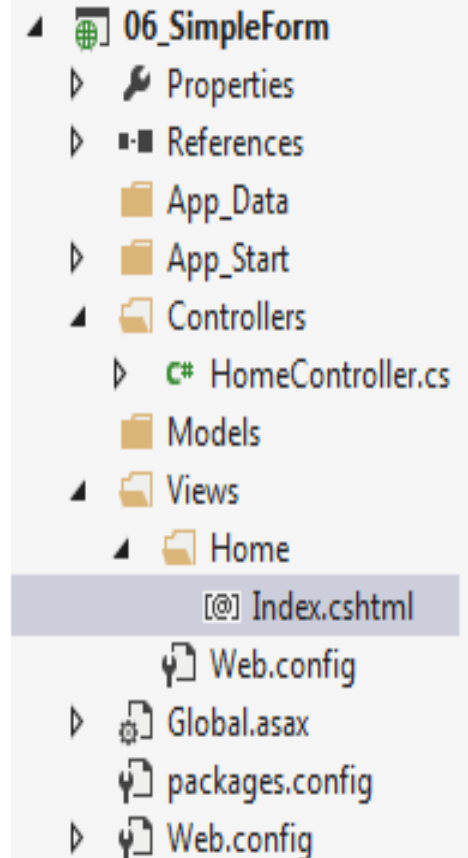 06_SimpleForm
Properties
References
App_Data
App_Start
Controllers
C# HomeController.cs
Models
Views
Home
[@] Index.cshtml
Web.config
Global.asax
packages.config
Web.config